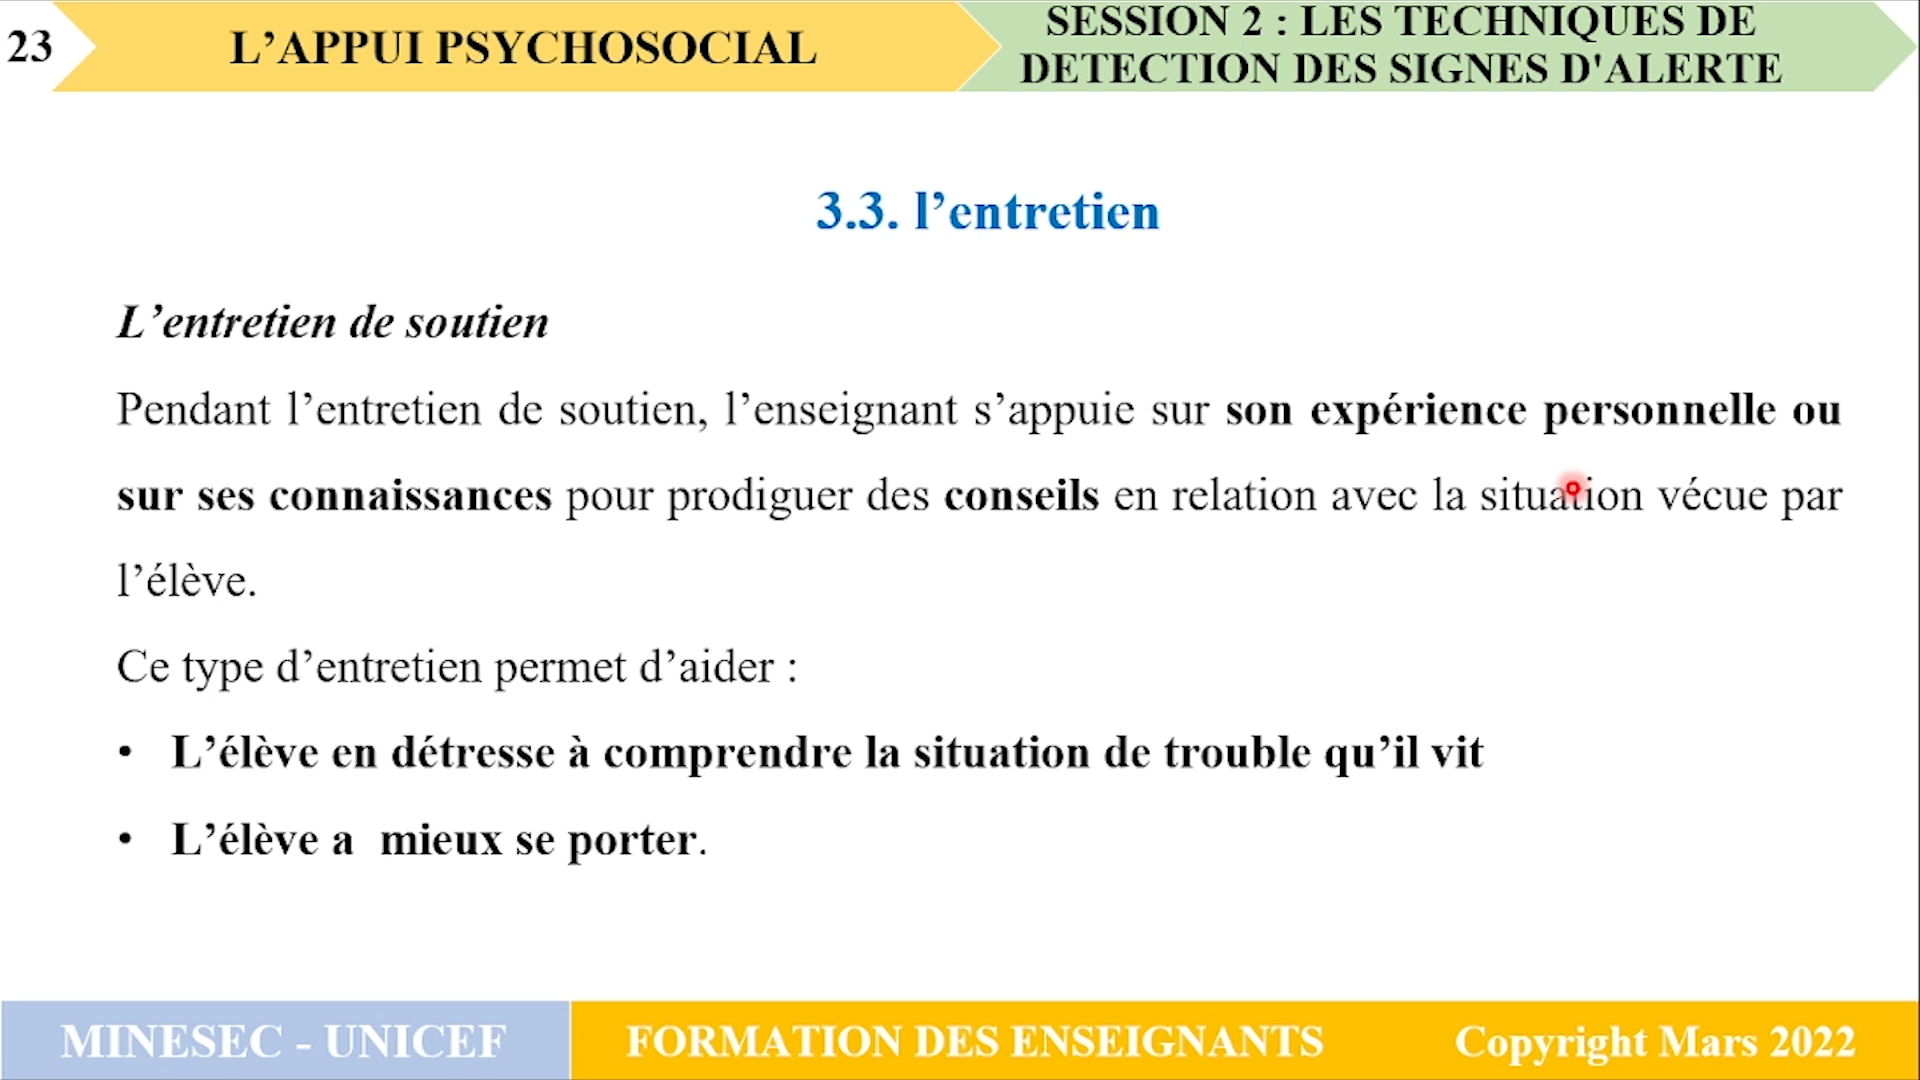 23
L’APPUI PSYCHOSOCIAL
SESSION 2 : LES TECHNIQUES DE
DETECTION DES SIGNES D'ALERTE
3.3. l’entretien
L’entretien de soutien
Pendant l’entretien de soutien, l’enseignant s’appuie sur son expérience personnelle ou
sur ses connaissances pour prodiguer des conseils en relation avec la situation vécue par
l’élève.
Ce type d’entretien permet d’aider :
• L’élève en détresse à comprendre la situation de trouble qu’il vit
• L’élève a  mieux se porter.
MINESEC - UNICEF
FORMATION DES ENSEIGNANTS
Copyright Mars 2022